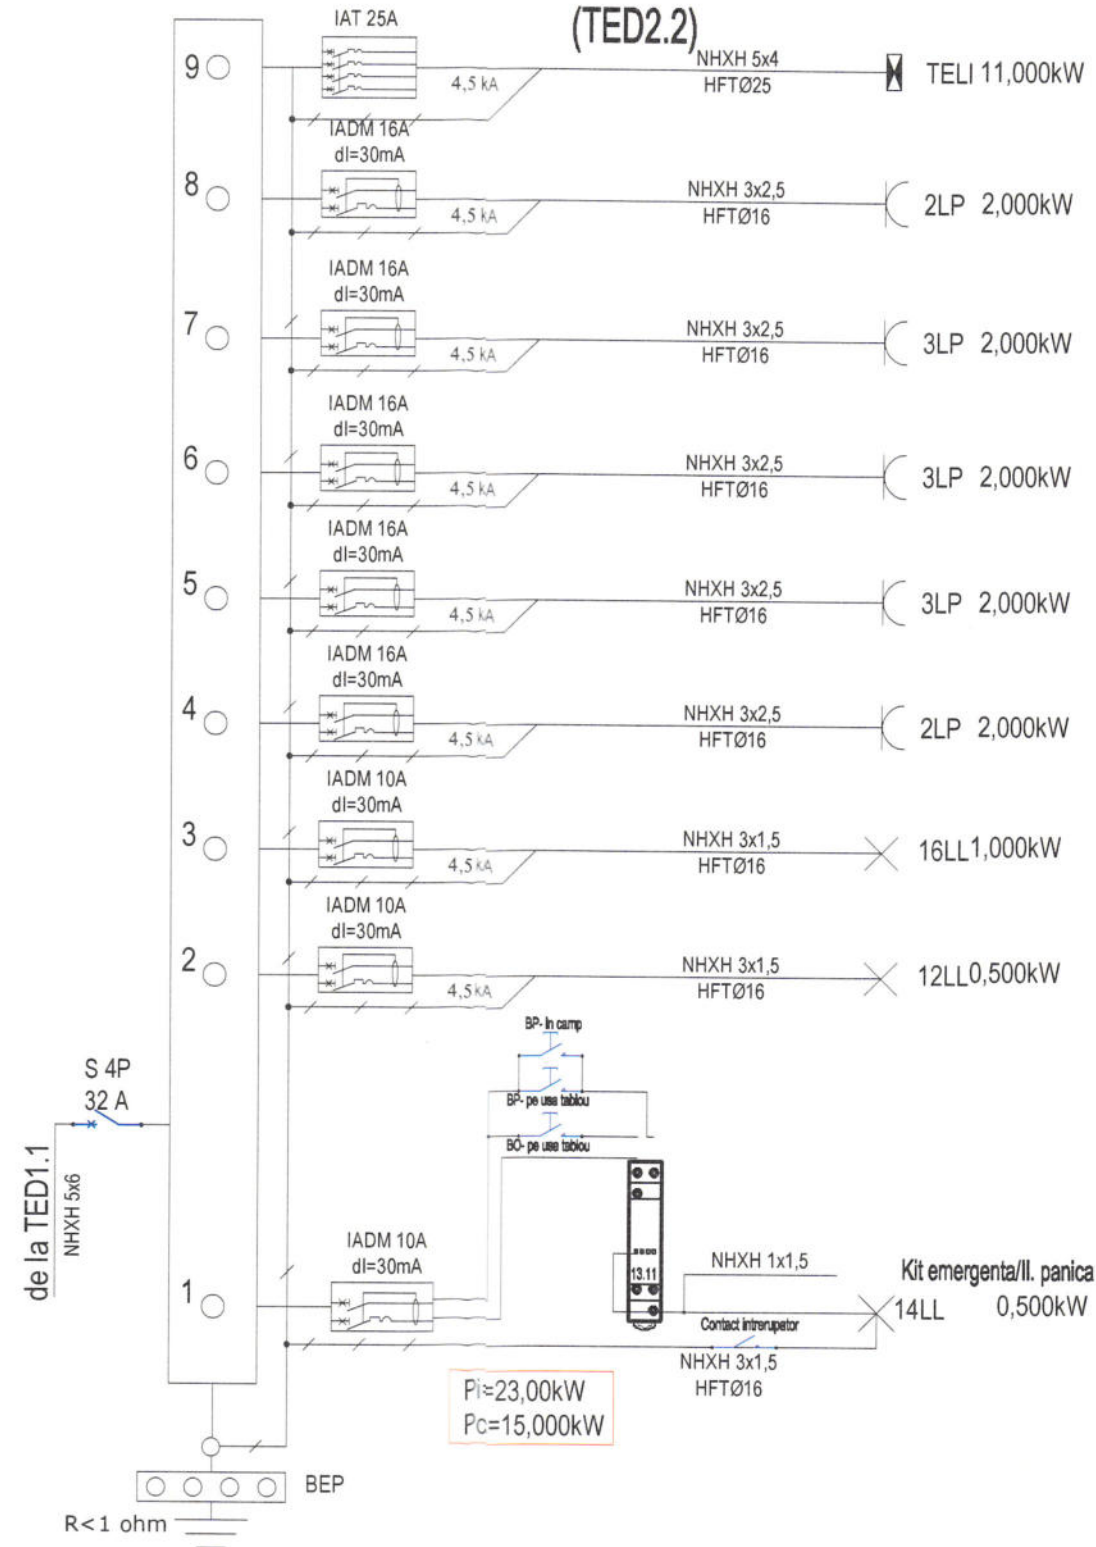 (TED2.2)
IAT 25A
9
4,5 kA
NHXH 5x4
HFTØ25
TELI 11,000kW
IADM 16A
dI=30mA
8
4,5 kA
NHXH 3x2,5
HFTØ16
2LP 2,000kW
IADM 16A
dI=30mA
7
4,5 kA
NHXH 3x2,5
HFTØ16
3LP 2,000kW
IADM 16A
dI=30mA
6
4,5 kA
NHXH 3x2,5
HFTØ16
3LP 2,000kW
IADM 16A
dI=30mA
5
4,5 kA
NHXH 3x2,5
HFTØ16
3LP 2,000kW
IADM 16A
dI=30mA
4
4,5 kA
NHXH 3x2,5
HFTØ16
2LP 2,000kW
IADM 10A
dI=30mA
3
4,5 kA
NHXH 3x1,5
HFTØ16
16LL1,000kW
IADM 10A
dI=30mA
2
4,5 kA
NHXH 3x1,5
HFTØ16
12LL0,500kW
BP- in camp
BP- pe usa tablou
BO- pe usa tablou
S 4P
32 A
de la TED1.1
NHXH 5x6
13.11
IADM 10A
dI=30mA
1
NHXH 1x1,5
Kit emergenta/Il. panica
14LL 0,500kW
Contact intrerupator
NHXH 3x1,5
HFTØ16
Pi=23,00kW
Pc=15,000kW
BEP
R<1 ohm